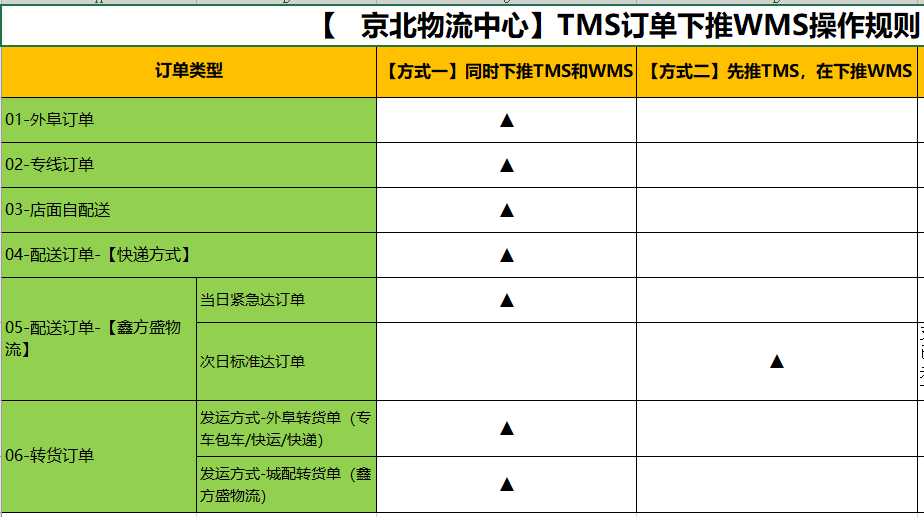 【　京北物流中心】TMS订单下推WMS操作规则
订单类型
【方式一】同时下推TMS和WMS
【方式二】先推TMS，在下推WMS
01-外阜订单
▲
02-专线订单
▲
03-店面自配送
▲
04-配送订单-【快递方式】
▲
05-配送订单-【鑫方盛物
流】
当日紧急达订单
▲
次日标准达订单
▲
06-转货订单
发运方式-外阜转货单（专
车包车/快运/快递）
▲
发运方式-城配转货单（鑫
方盛物流）
▲